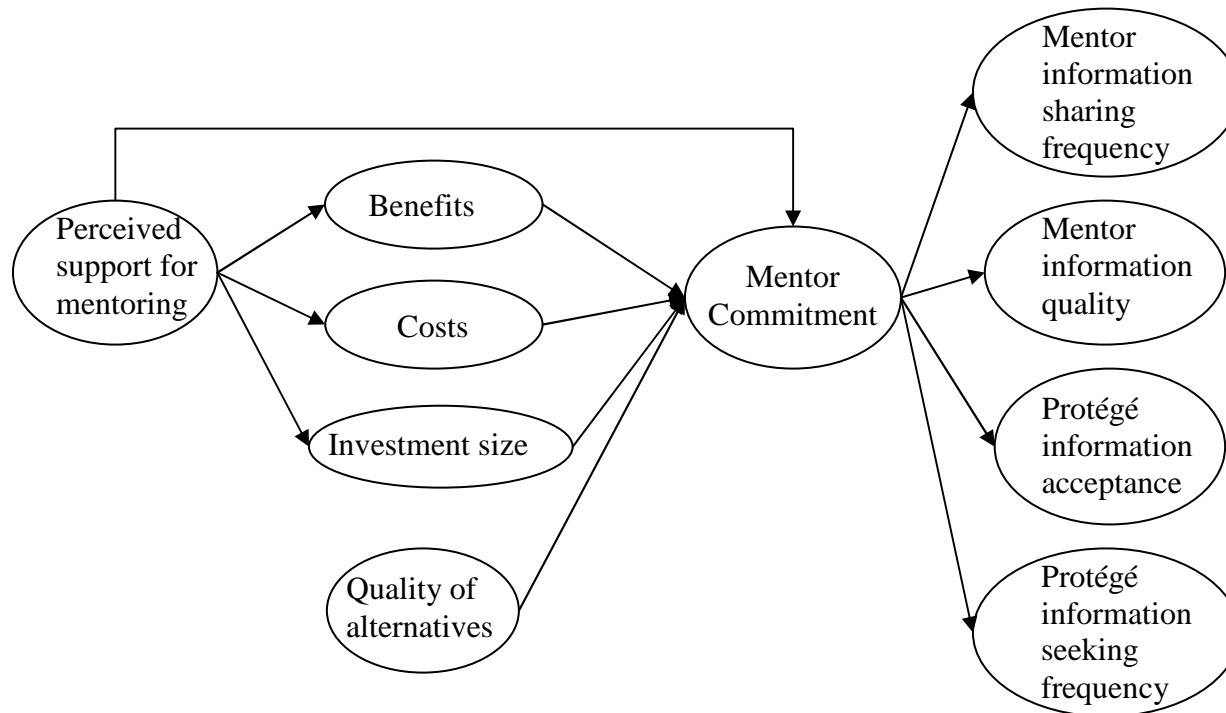 Perceived
support for
mentoring
Benefits
Costs
Investment size
Quality of
alternatives
Mentor
Commitment
Mentor
information
sharing
frequency
Mentor
information
quality
Protégé
information
acceptance
Protégé
information
seeking
frequency